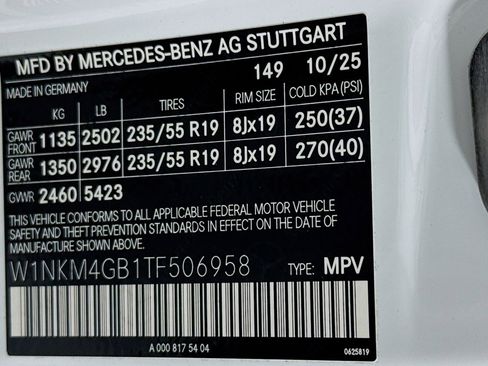 MFD BY MERCEDES-BENZ AG STUTTGART
MADE IN GERMANY 149 10/25
KG LB TIRES RIM SIZE COLD KPA (PSI)
GAWR FRONT 1135 2502 235/55 R19 8Jx19 250(37)
GAWR REAR 1350 2976 235/55 R19 8Jx19 270(40)
GVWR 2460 5423
THIS VEHICLE CONFORMS TO ALL APPLICABLE FEDERAL MOTOR VEHICLE
SAFETY AND THEFT PREVENTION STANDARDS IN EFFECT ON THE DATE OF
MANUFACTURE SHOWN ABOVE.
W1NKM4GB1TF506958 TYPE: MPV
A 000 817 54 04 0625819